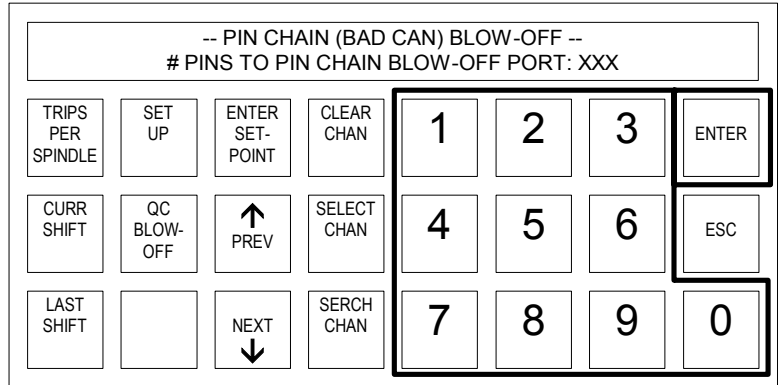 -- PIN CHAIN (BAD CAN) BLOW-OFF --
# PINS TO PIN CHAIN BLOW-OFF PORT: XXX
TRIPS
PER
SPINDLE
SET
UP
ENTER
SET-
POINT
CLEAR
CHAN
1
2
3
ENTER
CURR
SHIFT
QC
BLOW-
OFF
PREV
SELECT
CHAN
4
5
6
ESC
LAST
SHIFT
NEXT
SERCH
CHAN
7
8
9
0